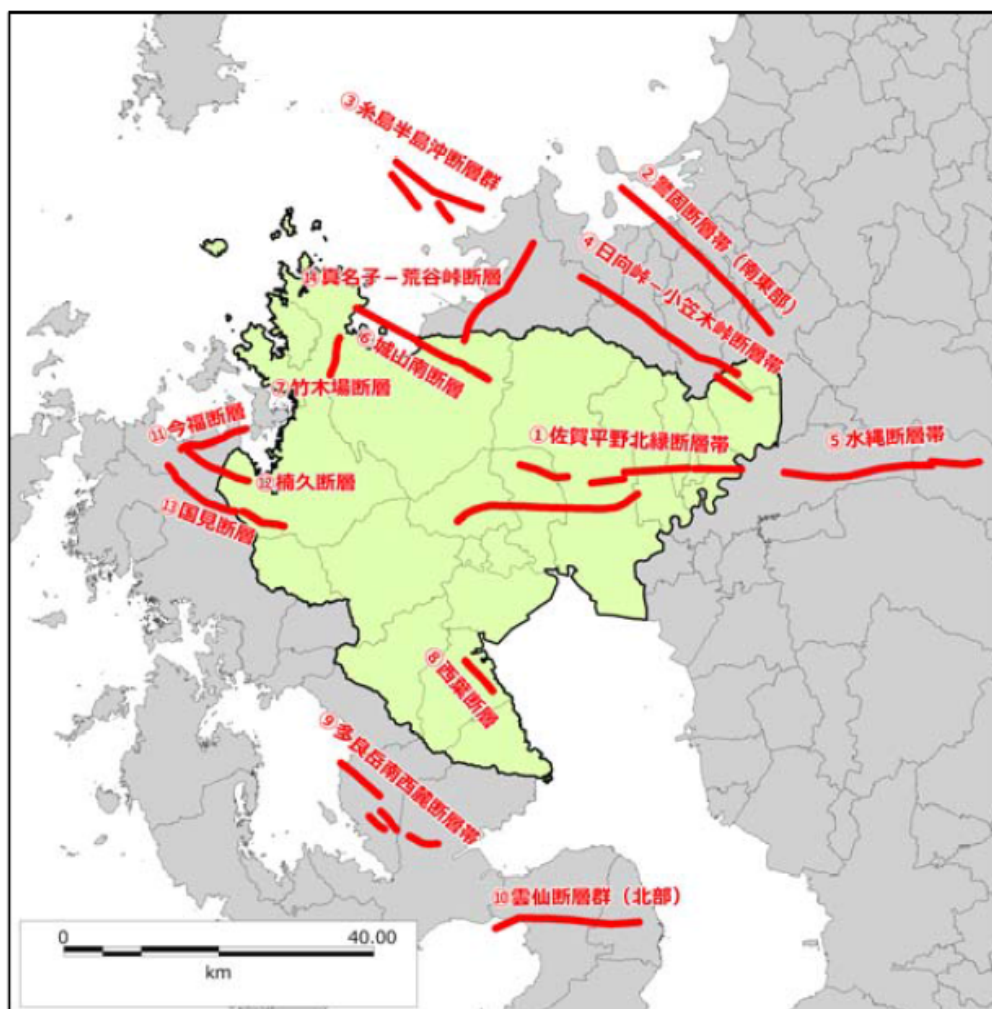 ③糸島半島沖断層群
②警固断層帯（南東部）
④日向峠－小笠木峠断層帯
⑭真名子－荒谷峠断層
⑥城山南断層
⑦竹木場断層
⑪今福断層
①佐賀平野北縁断層帯
⑤水縄断層帯
⑫楠久断層
⑬国見断層
⑧西葉断層
⑨多良岳南西麓断層帯
⑩雲仙断層群（北部）
0 40.00
km